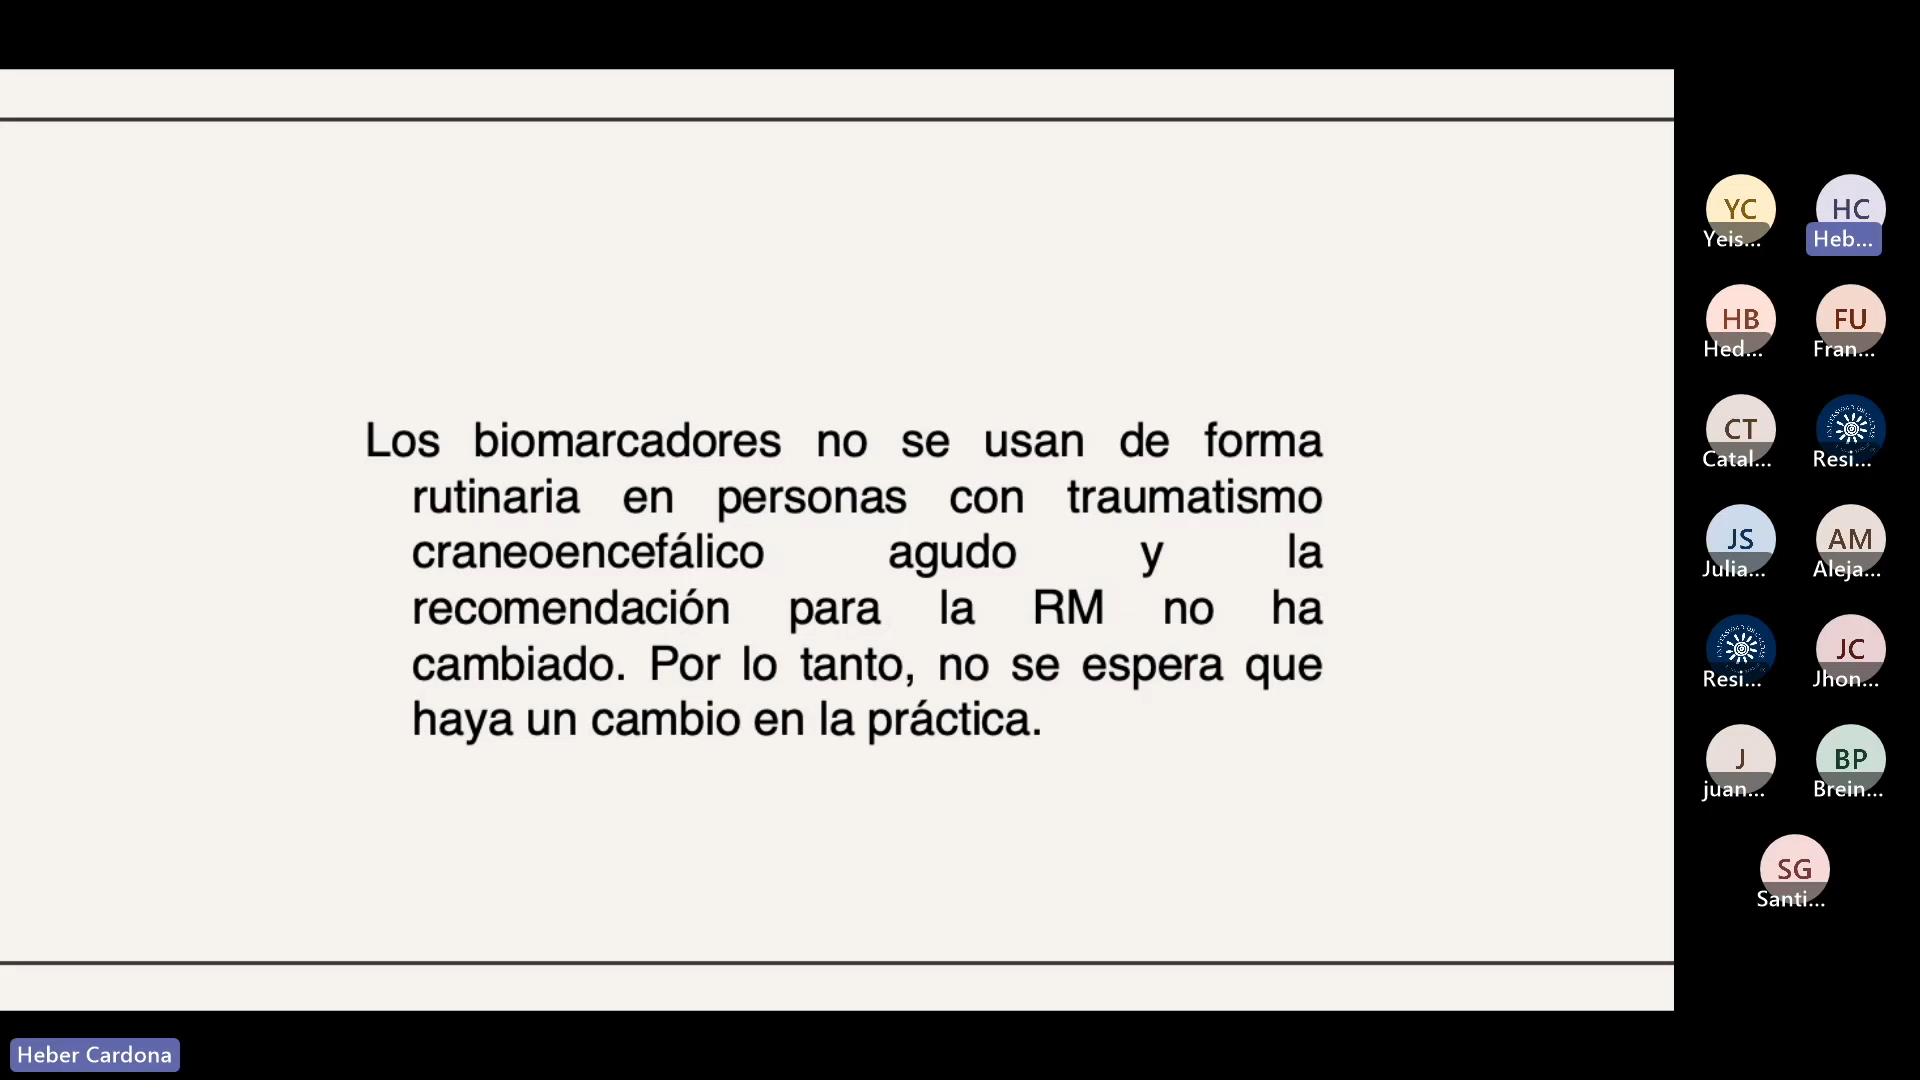 Los biomarcadores no se usan de forma
rutinaria en personas con traumatismo
craneoencefálico agudo y la
recomendación para la RM no ha
cambiado. Por lo tanto, no se espera que
haya un cambio en la práctica.
YC
HC
Yeis...
Heb...
HB
FU
Hed...
Fran...
CT
Catal...
Resi...
JS
AM
Julia...
Aleja...
JC
Resi...
Jhon...
J
BP
juan...
Brein...
SG
Santi...
Heber Cardona